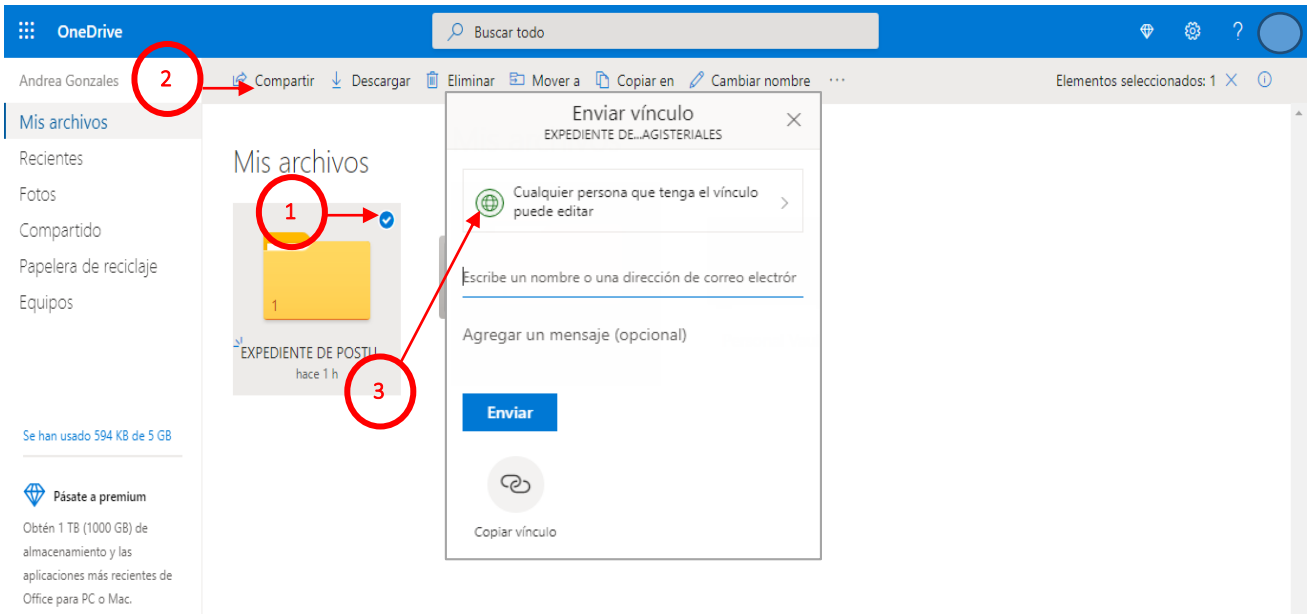 OneDrive
Buscar todo
?
Andrea Gonzales
2
Compartir
Descargar
Eliminar
Mover a
Copiar en
Cambiar nombre
···
Elementos seleccionados: 1
Mis archivos
Recientes
Fotos
Compartido
Papelera de reciclaje
Equipos
Se han usado 594 KB de 5 GB
Pásate a premium
Obtén 1 TB (1000 GB) de
almacenamiento y las
aplicaciones más recientes de
Office para PC o Mac.
Mis archivos
1
1
EXPEDIENTE DE POSTU
hace 1 h
3
Enviar vínculo
EXPEDIENTE DE...AGISTERIALES
Cualquier persona que tenga el vínculo
puede editar
Escribe un nombre o una dirección de correo electrór
Agregar un mensaje (opcional)
Enviar
Copiar vínculo